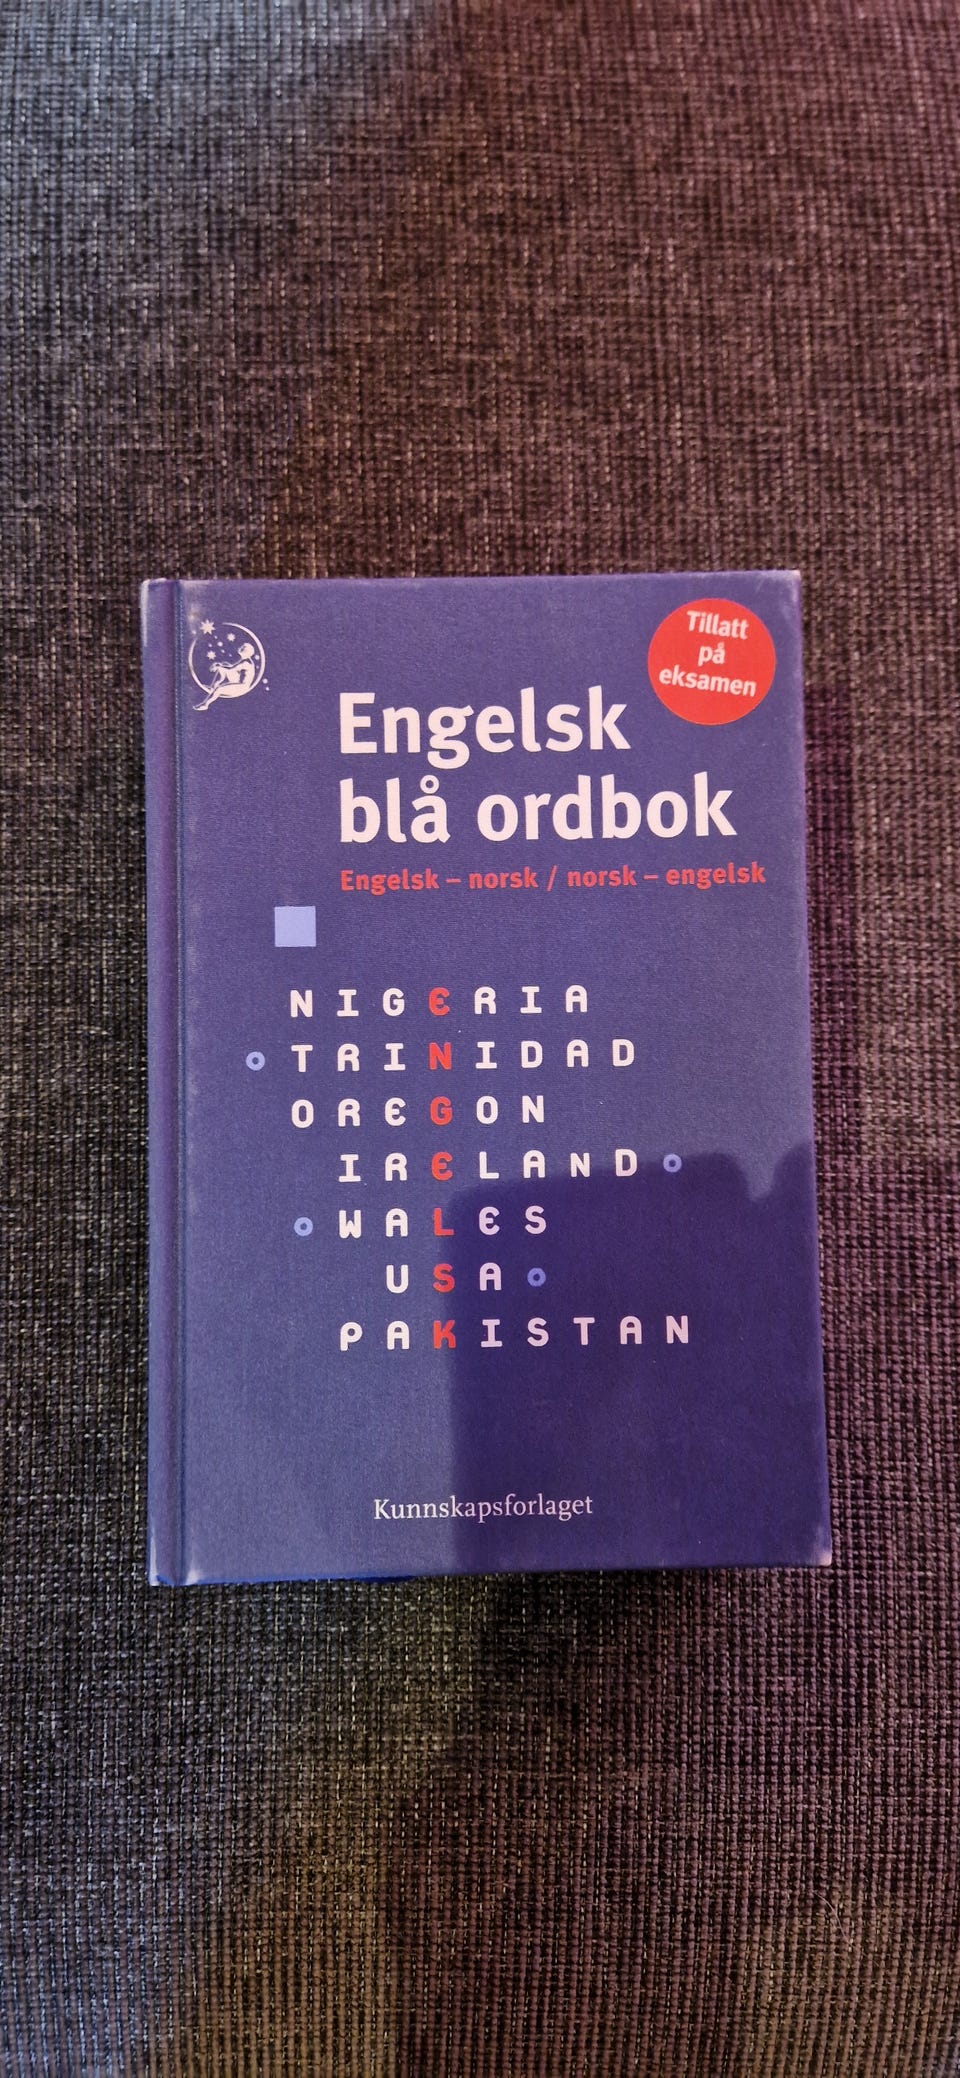 Tillatt
på
eksamen
Engelsk
blå ordbok
Engelsk – norsk / norsk – engelsk
NIGERIA
TRINIDAD
OREGON
IRELAND
WALES
USA
PAKISTAN
Kunnskapsforlaget